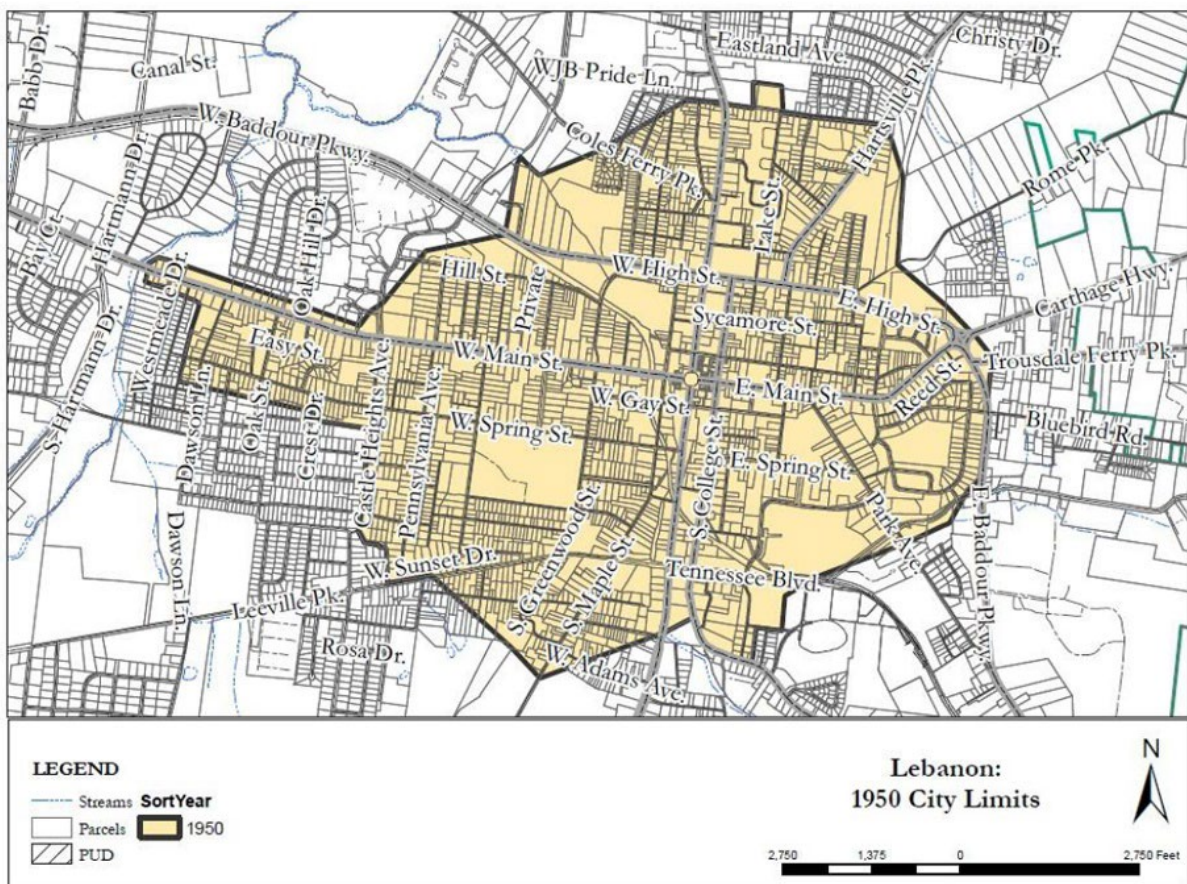 Babb Dr.
Canal St.
WJB Pride Ln.
Eastland Ave.
Christy Dr.
Hartsville Pk.
W. Baddour Pkwy.
Coles Ferry Pk.
Rome Pk.
Bay Ct.
Hartmann Dr.
Oak Hill Dr.
Lake St.
Hill St.
Private
W. High St.
E. High St.
Carthage Hwy.
Westmeade Dr.
Sycamore St.
Easy St.
W. Main St.
Trousdale Ferry Pk.
S. Hartmann Dr.
Reed St.
E. Main St.
W. Gay St.
Dawson Ln.
Oak St.
Crest Dr.
Castle Heights Ave.
Pennsylvania Ave.
W. Spring St.
S. College St.
E. Spring St.
Bluebird Rd.
Park Ave.
E. Baddour Pkwy.
Dawson Ln.
W. Sunset Dr.
S. Greenwood St.
S. Maple St.
Tennessee Blvd.
Leeville Pk.
Rosa Dr.
W. Adams Ave.
LEGEND
Streams SortYear
Parcels 1950
PUD
Lebanon:
1950 City Limits
N
2,750 1,375 0 2,750 Feet